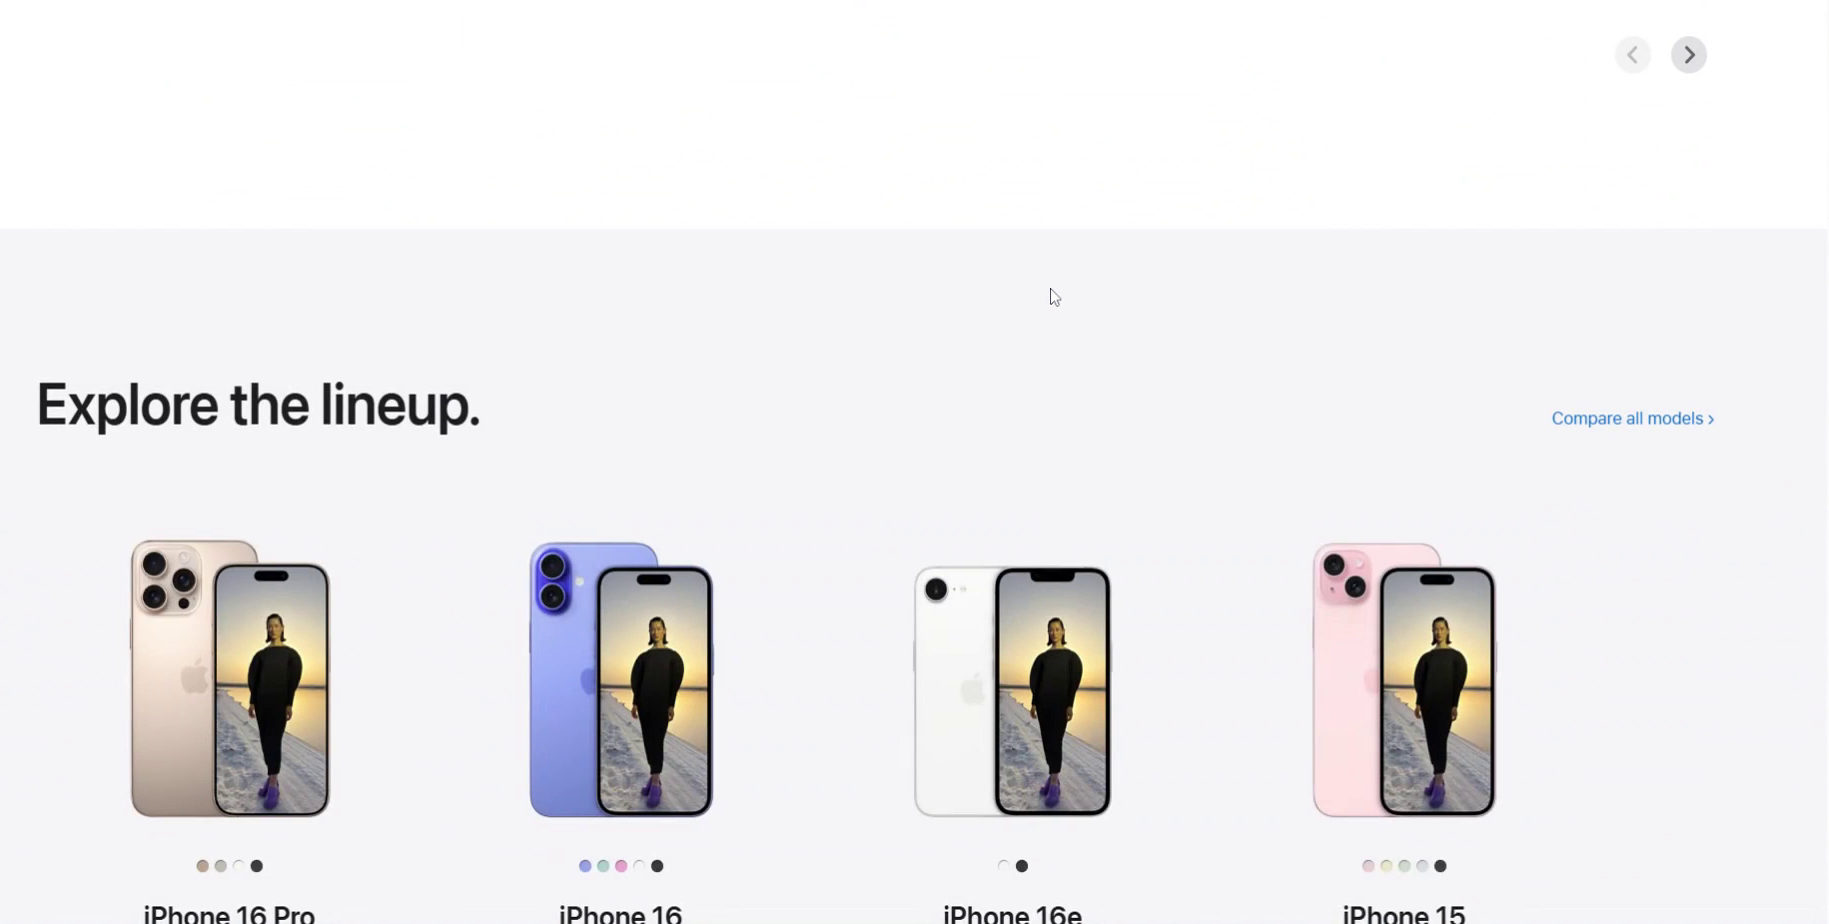 Explore the lineup.
Compare all models >
iPhone 16 Pro
iPhone 16
iPhone 16e
iPhone 15